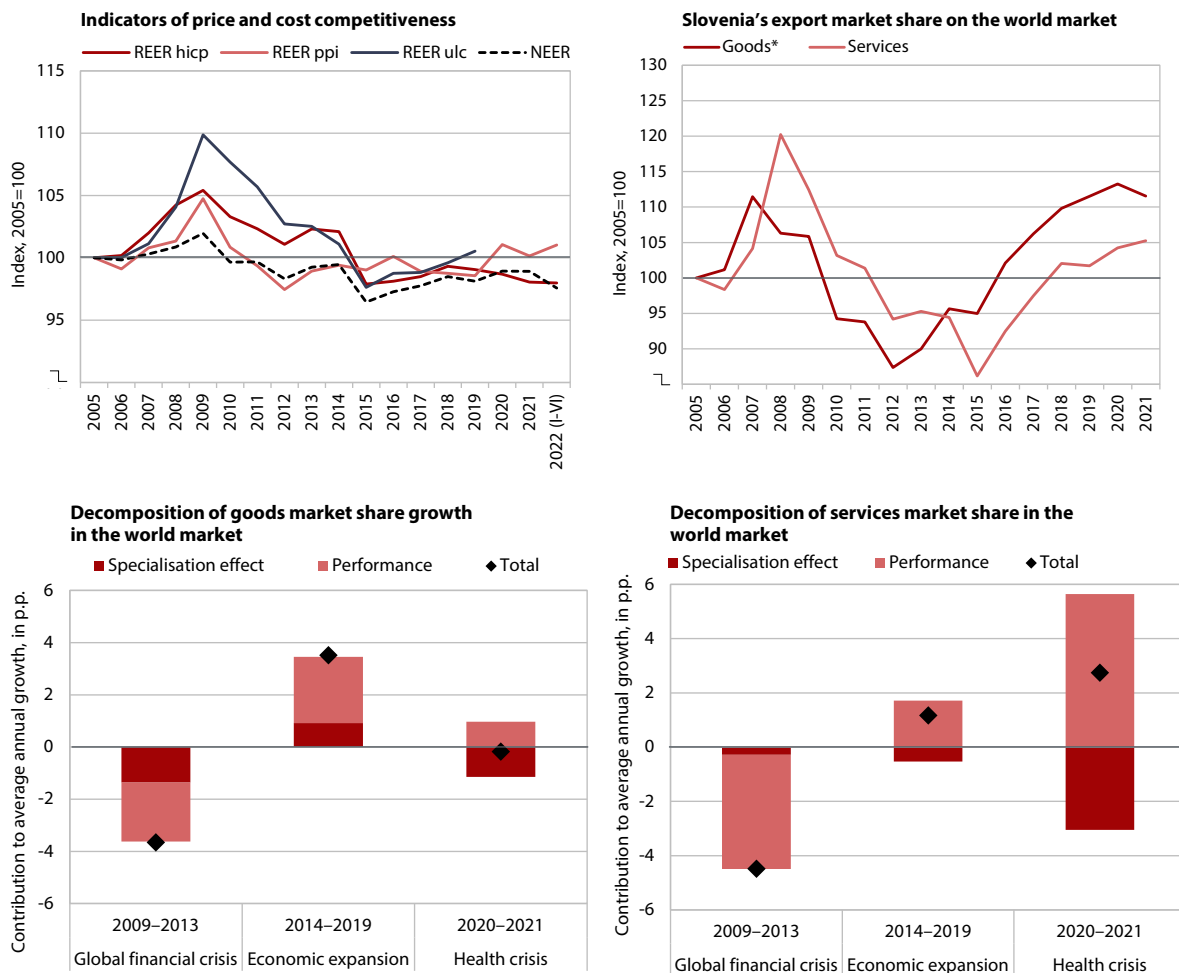 Indicators of price and cost competitiveness
REER hicp REER ppi REER ulc NEER
Index, 2005=100
115
110
105
100
95
90
2005 2006 2007 2008 2009 2010 2011 2012 2013 2014 2015 2016 2017 2018 2019 2020 2021 2022 (I-VI)
Slovenia's export market share on the world market
Goods* Services
Index, 2005=100
130
125
120
115
110
105
100
95
90
2005 2006 2007 2008 2009 2010 2011 2012 2013 2014 2015 2016 2017 2018 2019 2020 2021
Decomposition of goods market share growth
in the world market
Specialisation effect Performance Total
Contribution to average annual growth, in p.p.
6
4
2
0
-2
-4
-6
2009–2013 2014–2019 2020–2021
Global financial crisis Economic expansion Health crisis
Decomposition of services market share in the
world market
Specialisation effect Performance Total
Contribution to average annual growth, in p.p.
6
4
2
0
-2
-4
-6
2009–2013 2014–2019 2020–2021
Global financial crisis Economic expansion Health crisis